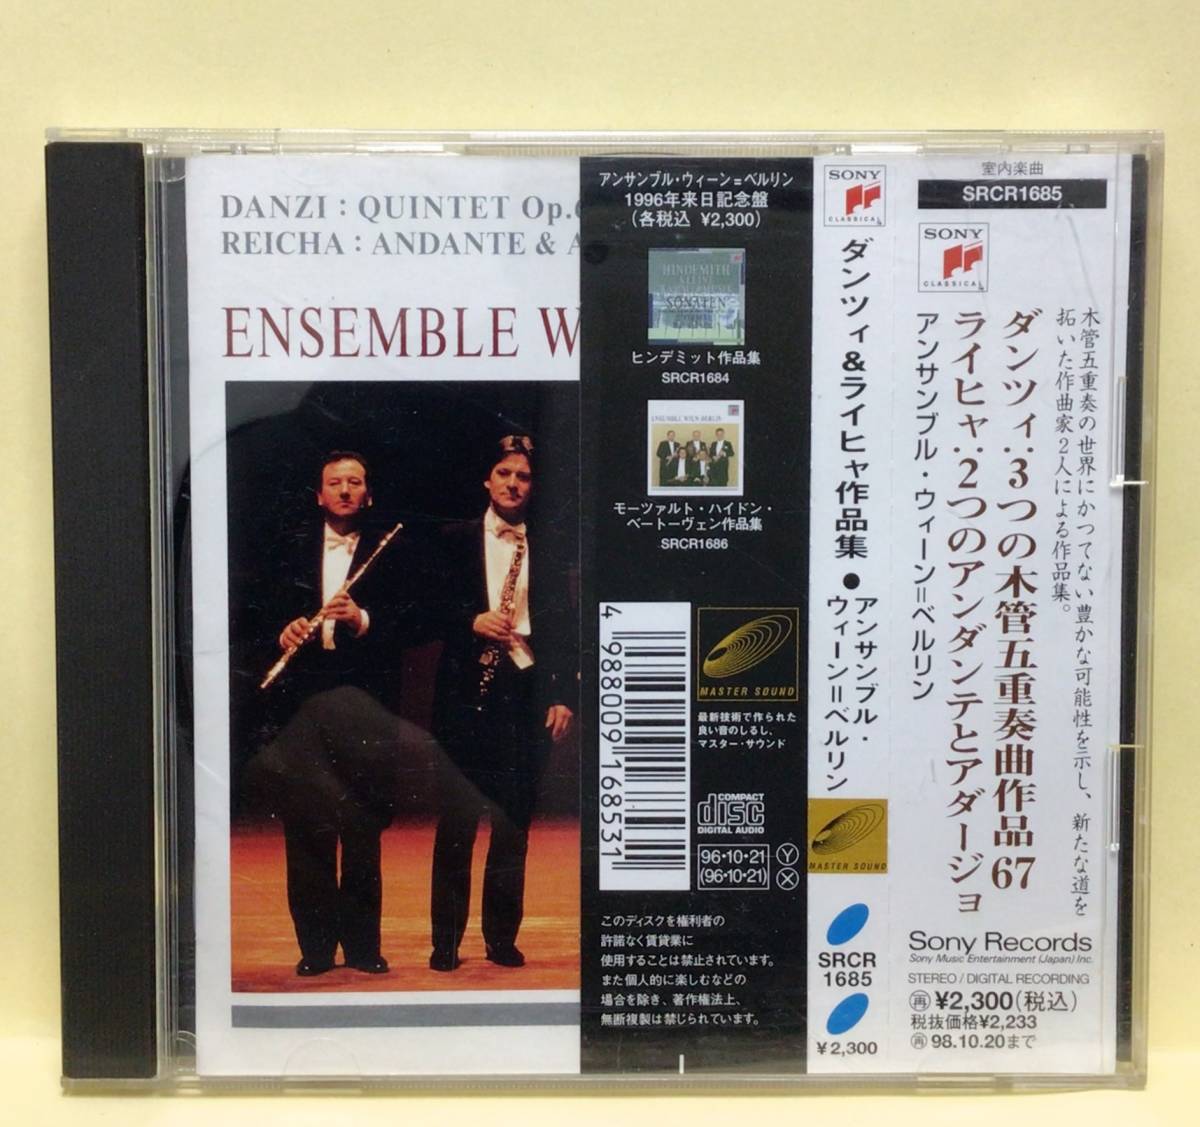 DANZI : QUINTET Op.
REICHA : ANDANTE & A
ENSEMBLE W
アンサンブル・ウィーン=ベルリン
1996年来日記念盤
(各税込 ¥2,300)
HINDEMITH
SONATEN
ヒンデミット作品集
SRCR1684
ENSEMBLE WIEN-BERLIN
モーツァルト・ハイドン・
ベートーヴェン作品集
SRCR1686
4 988009 168531
MASTER SOUND
最新技術で作られた
良い音のしるし、
マスター・サウンド
COMPACT
disc
DIGITAL AUDIO
96・10・21
(96・10・21)
Y
X
このディスクを権利者の
許諾なく賃貸業に
使用することは禁止されています。
また個人的に楽しむなどの
場合を除き、著作権法上、
無断複製は禁じられています。
SONY
CLASSICAL
ダンツィ&ライヒャ作品集●アンサンブル・
ウィーン=ベルリン
MASTER SOUND
SRCR
1685
¥2,300
室内楽曲
SRCR1685
SONY
CLASSICAL
木管五重奏の世界にかつてない豊かな可能性を示し、新たな道を
拓いた作曲家2人による作品集。
ダンツィ:3つの木管五重奏曲作品67
ライヒャ:2つのアンダンテとアダージョ
アンサンブル・ウィーン=ベルリン
Sony Records
Sony Music Entertainment (Japan) Inc.
STEREO / DIGITAL RECORDING
再 ¥2,300(税込)
税抜価格¥2,233
再 98.10.20まで